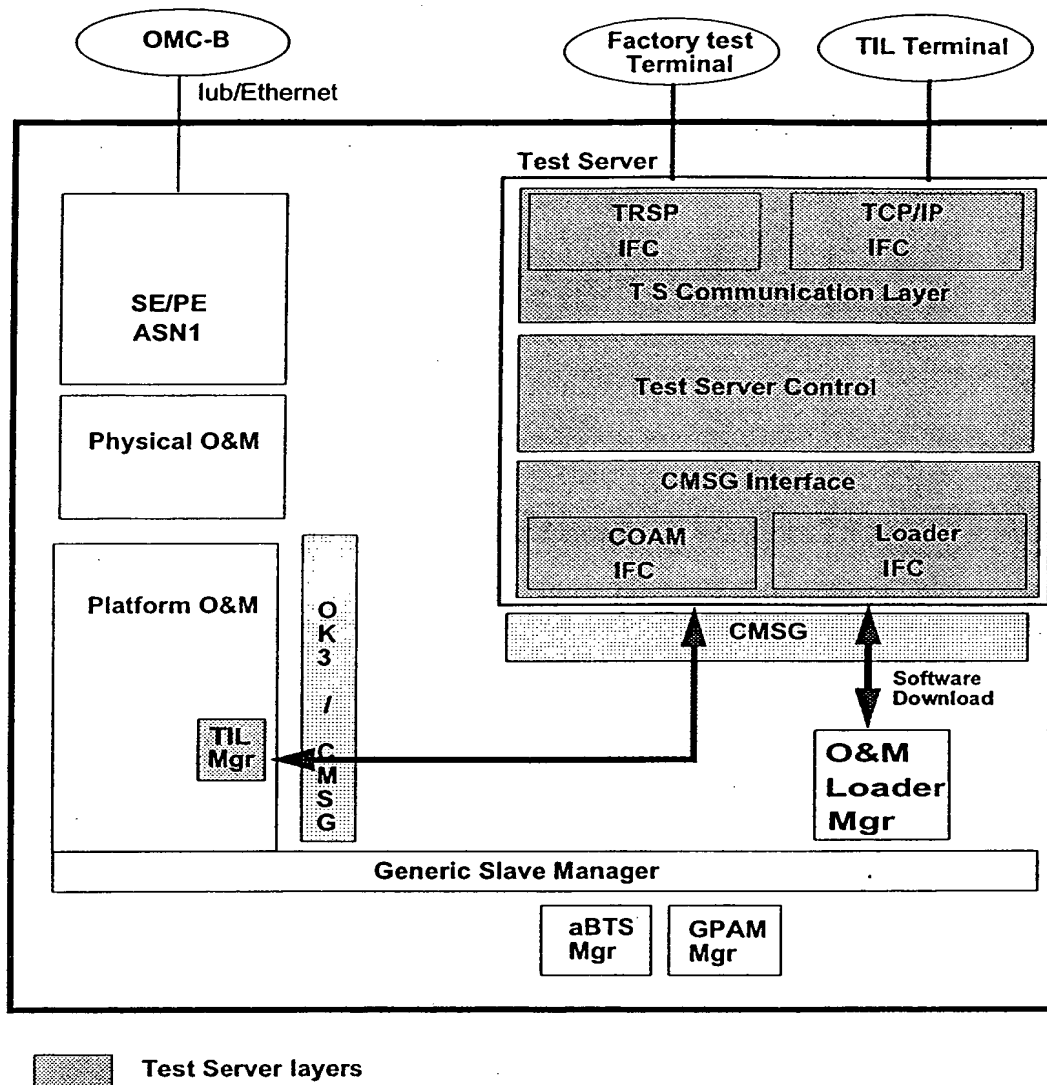 OMC-B
Iub/Ethernet
Factory test
Terminal
TIL Terminal
Test Server
TRSP
IFC
TCP/IP
IFC
T S Communication Layer
Test Server Control
CMSG Interface
COAM
IFC
Loader
IFC
CMSG
SE/PE
ASN1
Physical O&M
Platform O&M
TIL
Mgr
OK3 / CMSG
Software
Download
O&M
Loader
Mgr
Generic Slave Manager
aBTS
Mgr
GPAM
Mgr
Test Server layers